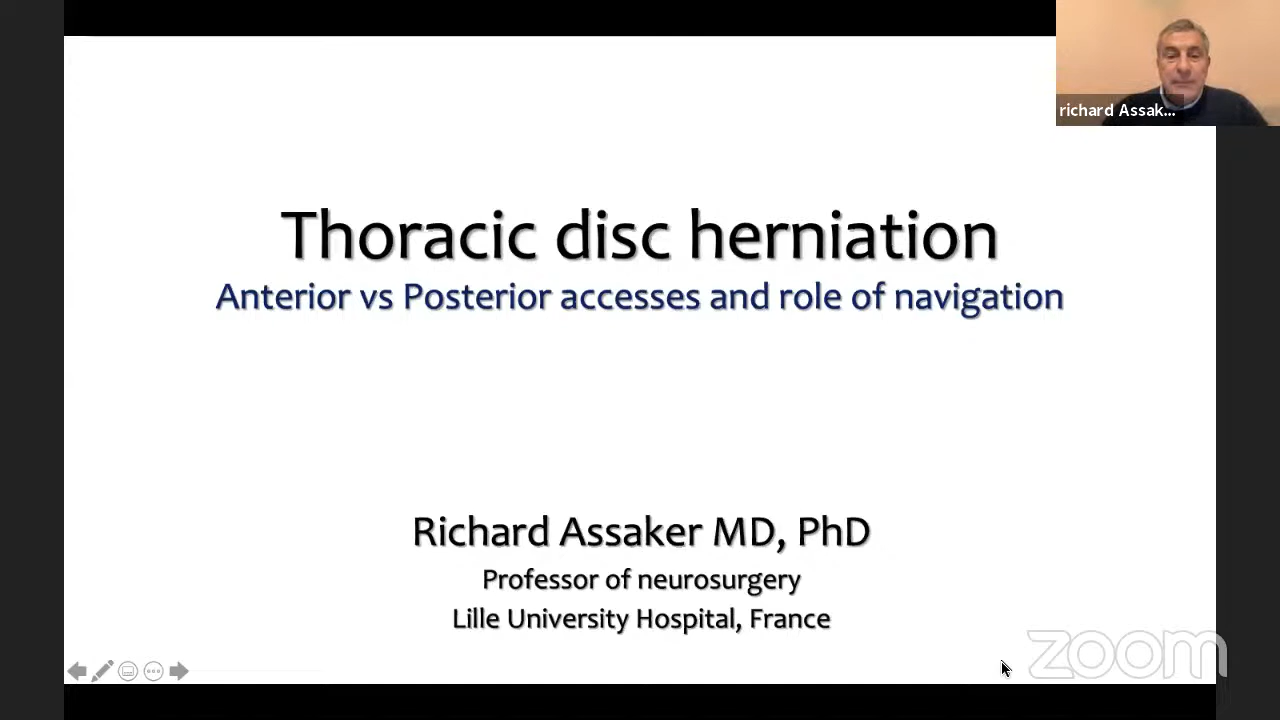 richard Assak...
Thoracic disc herniation
Anterior vs Posterior accesses and role of navigation
Richard Assaker MD, PhD
Professor of neurosurgery
Lille University Hospital, France
zoom